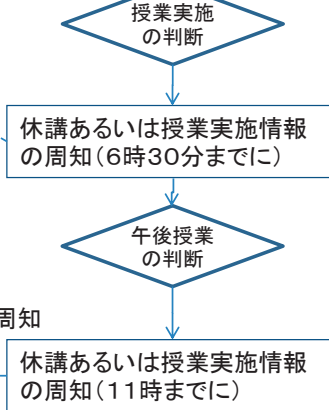 授業実施
の判断
休講あるいは授業実施情報
の周知(6時30分までに)
午後授業
の判断
周知
休講あるいは授業実施情報
の周知(11時までに)